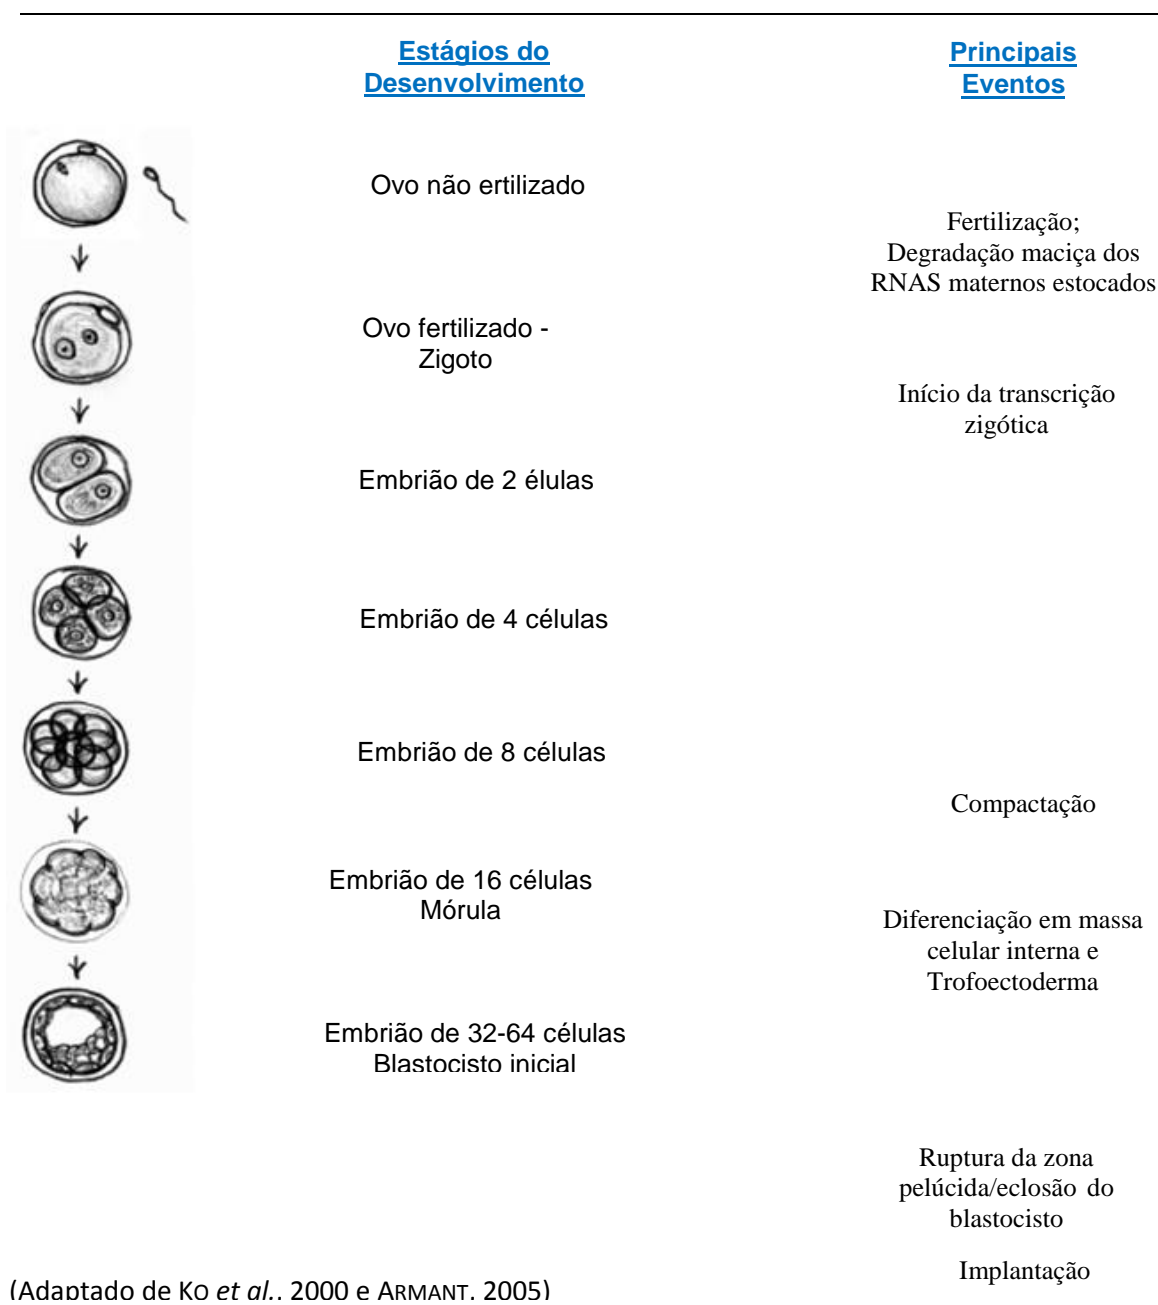 Estágios do
Desenvolvimento
Principais
Eventos
Ovo não ertilizado
Fertilização;
Degradação maciça dos
RNAS maternos estocados
Ovo fertilizado -
Zigoto
Início da transcrição
zigótica
Embrião de 2 élulas
Embrião de 4 células
Embrião de 8 células
Compactação
Embrião de 16 células
Mórula
Diferenciação em massa
celular interna e
Trofoectoderma
Embrião de 32-64 células
Blastocisto inicial
Ruptura da zona
pelúcida/eclosão do
blastocisto
Implantação
(Adaptado de KO et al., 2000 e ARMANT, 2005)